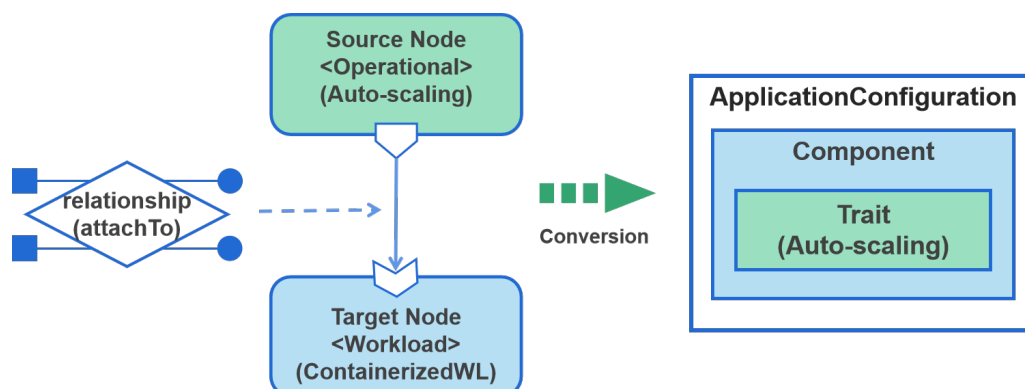 Source Node
<Operational>
(Auto-scaling)
relationship
(attachTo)
Target Node
<Workload>
(ContainerizedWL)
Conversion
ApplicationConfiguration
Component
Trait
(Auto-scaling)